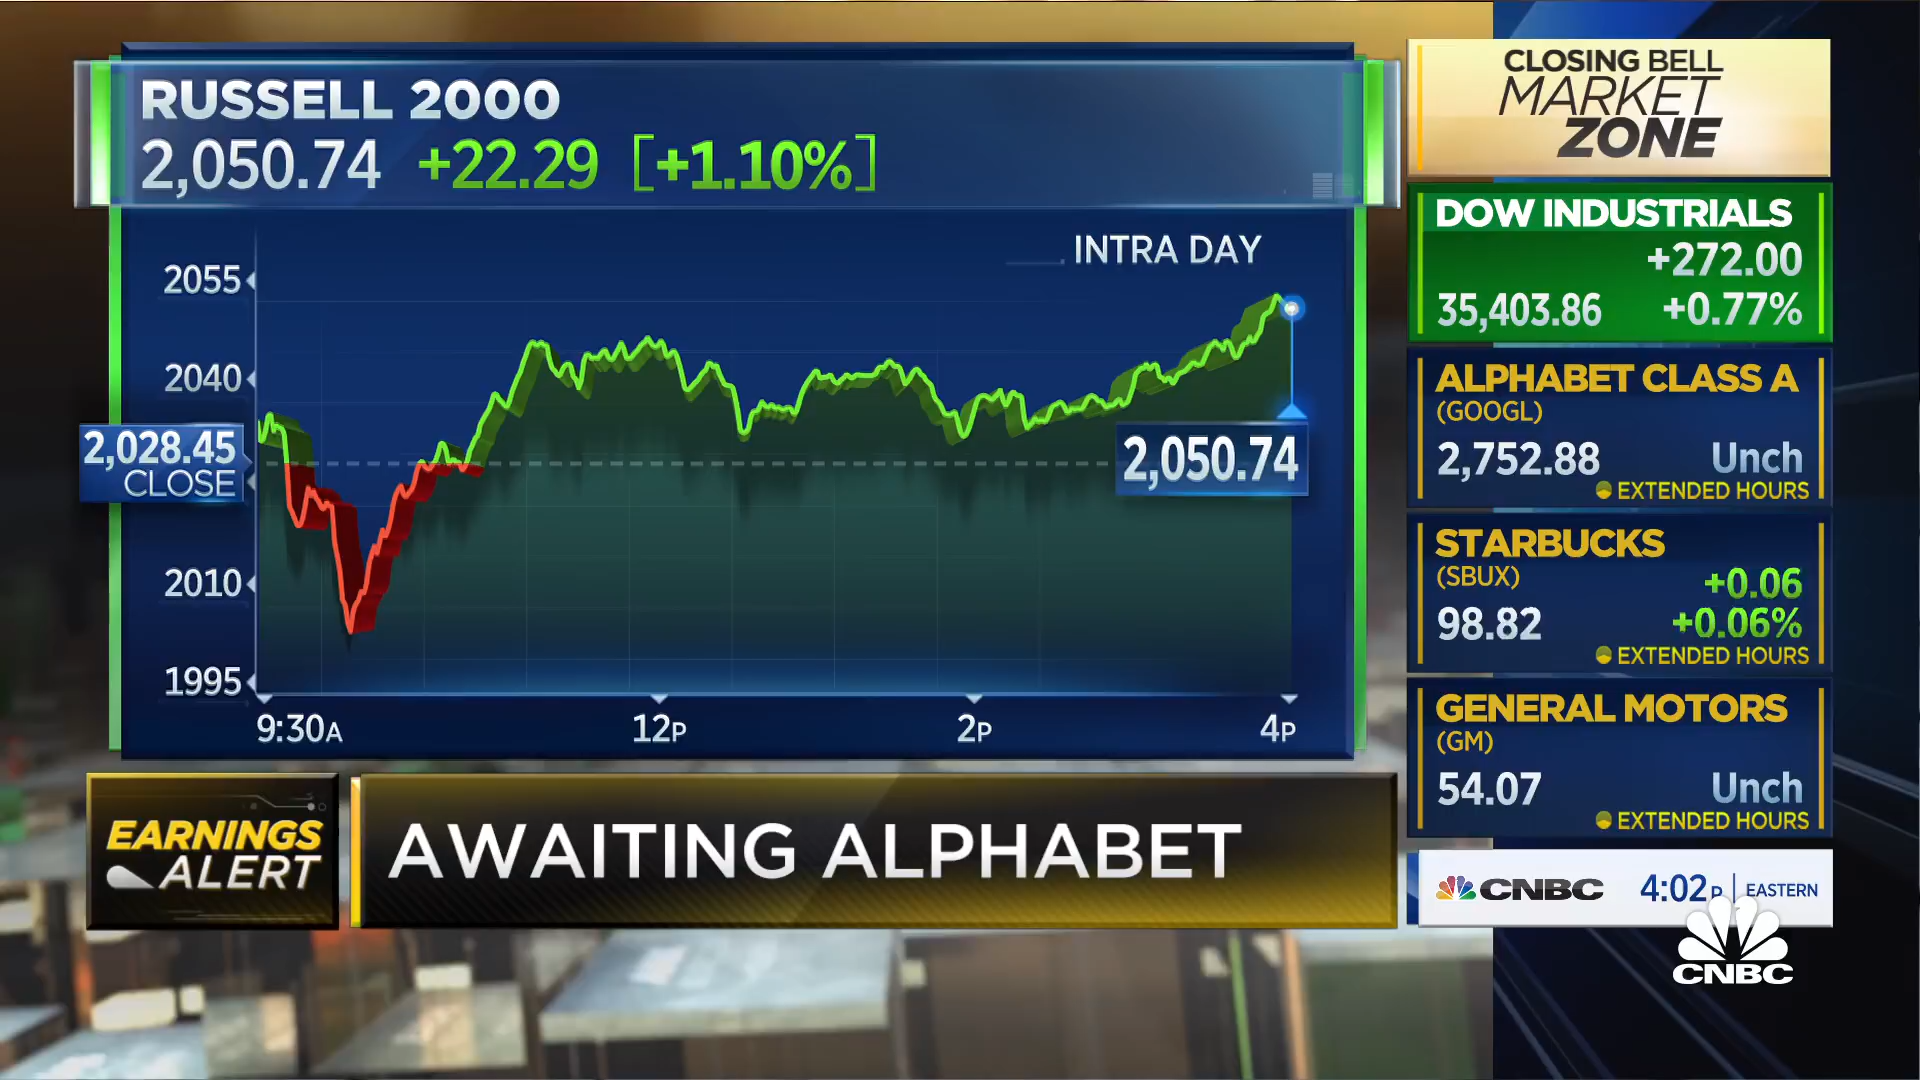 RUSSELL 2000
2,050.74 +22.29 [+1.10%]
INTRA DAY
2055
2040
2,028.45
CLOSE
2010
1995
2,050.74
9:30A 12P 2P 4P
EARNINGS
ALERT
AWAITING ALPHABET
CLOSING BELL
MARKET
ZONE
DOW INDUSTRIALS
+272.00
35,403.86 +0.77%
ALPHABET CLASS A
(GOOGL)
2,752.88 Unch
EXTENDED HOURS
STARBUCKS
(SBUX)
+0.06
98.82 +0.06%
EXTENDED HOURS
GENERAL MOTORS
(GM)
54.07 Unch
EXTENDED HOURS
CNBC 4:02P EASTERN
CNBC